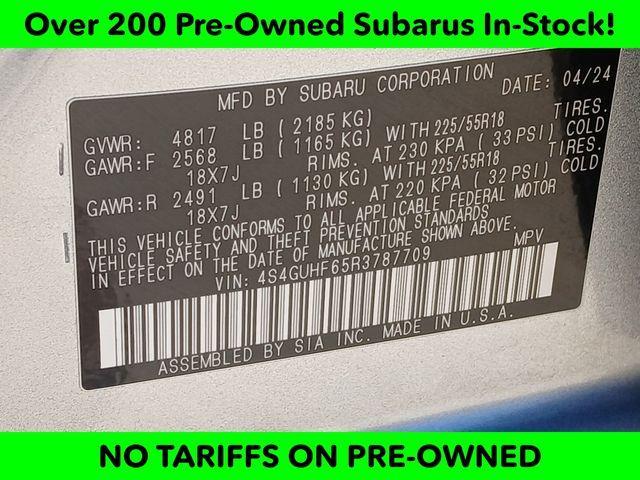 Over 200 Pre-Owned Subarus In-Stock!
MFD BY SUBARU CORPORATION DATE: 04/24
GVWR: 4817 LB ( 2185 KG)
GAWR:F 2568 LB ( 1165 KG) WITH 225/55R18 TIRES.
18X7J RIMS. AT 230 KPA ( 33 PSI) COLD
GAWR:R 2491 LB ( 1130 KG) WITH 225/55R18 TIRES.
18X7J RIMS. AT 220 KPA ( 32 PSI) COLD
THIS VEHICLE CONFORMS TO ALL APPLICABLE FEDERAL MOTOR
VEHICLE SAFETY AND THEFT PREVENTION STANDARDS
IN EFFECT ON THE DATE OF MANUFACTURE SHOWN ABOVE.
VIN: 4S4GUHF65R3787709 MPV
ASSEMBLED BY SIA INC. MADE IN U.S.A.
NO TARIFFS ON PRE-OWNED